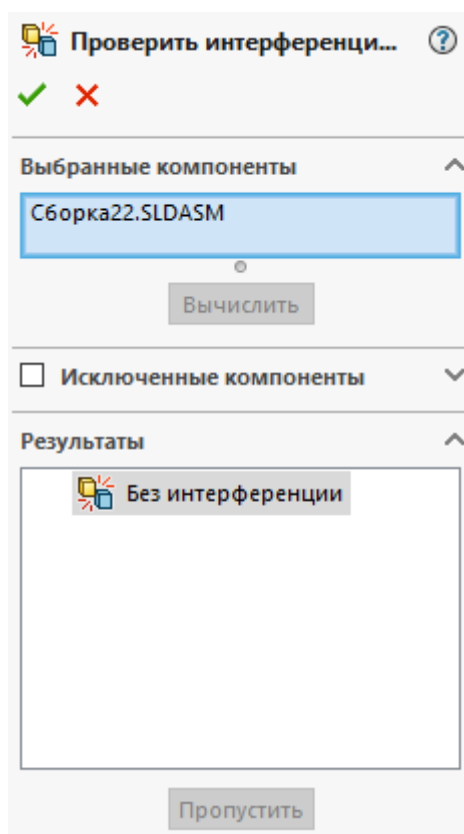 Проверить интерференци...
Выбранные компоненты
Сборка22.SLDASM
Вычислить
Исключенные компоненты
Результаты
Без интерференции
Пропустить